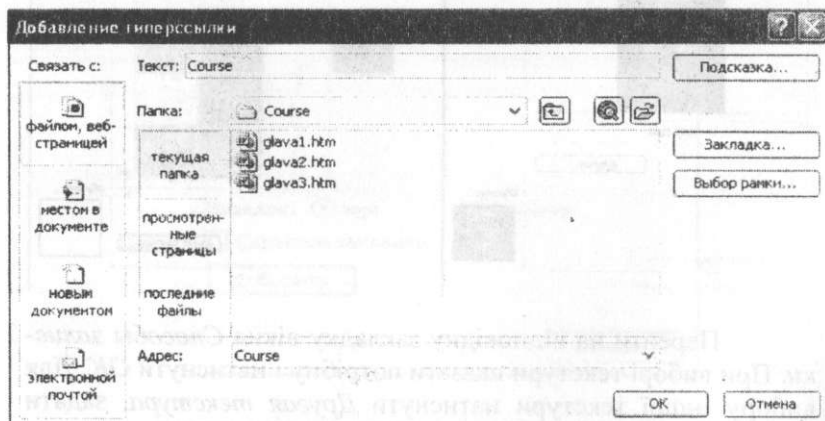 Добавление гиперссылки
Связать с:
Текст: Course
Подсказка...
файлом, веб-
страницей
Папка: Course
текущая
папка
glava1.htm
glava2.htm
glava3.htm
Закладка...
Выбор рамки...
местом в
документе
просмотрен-
ные
страницы
новым
документом
последние
файлы
электронной
почтой
Адрес: Course
OK
Отмена